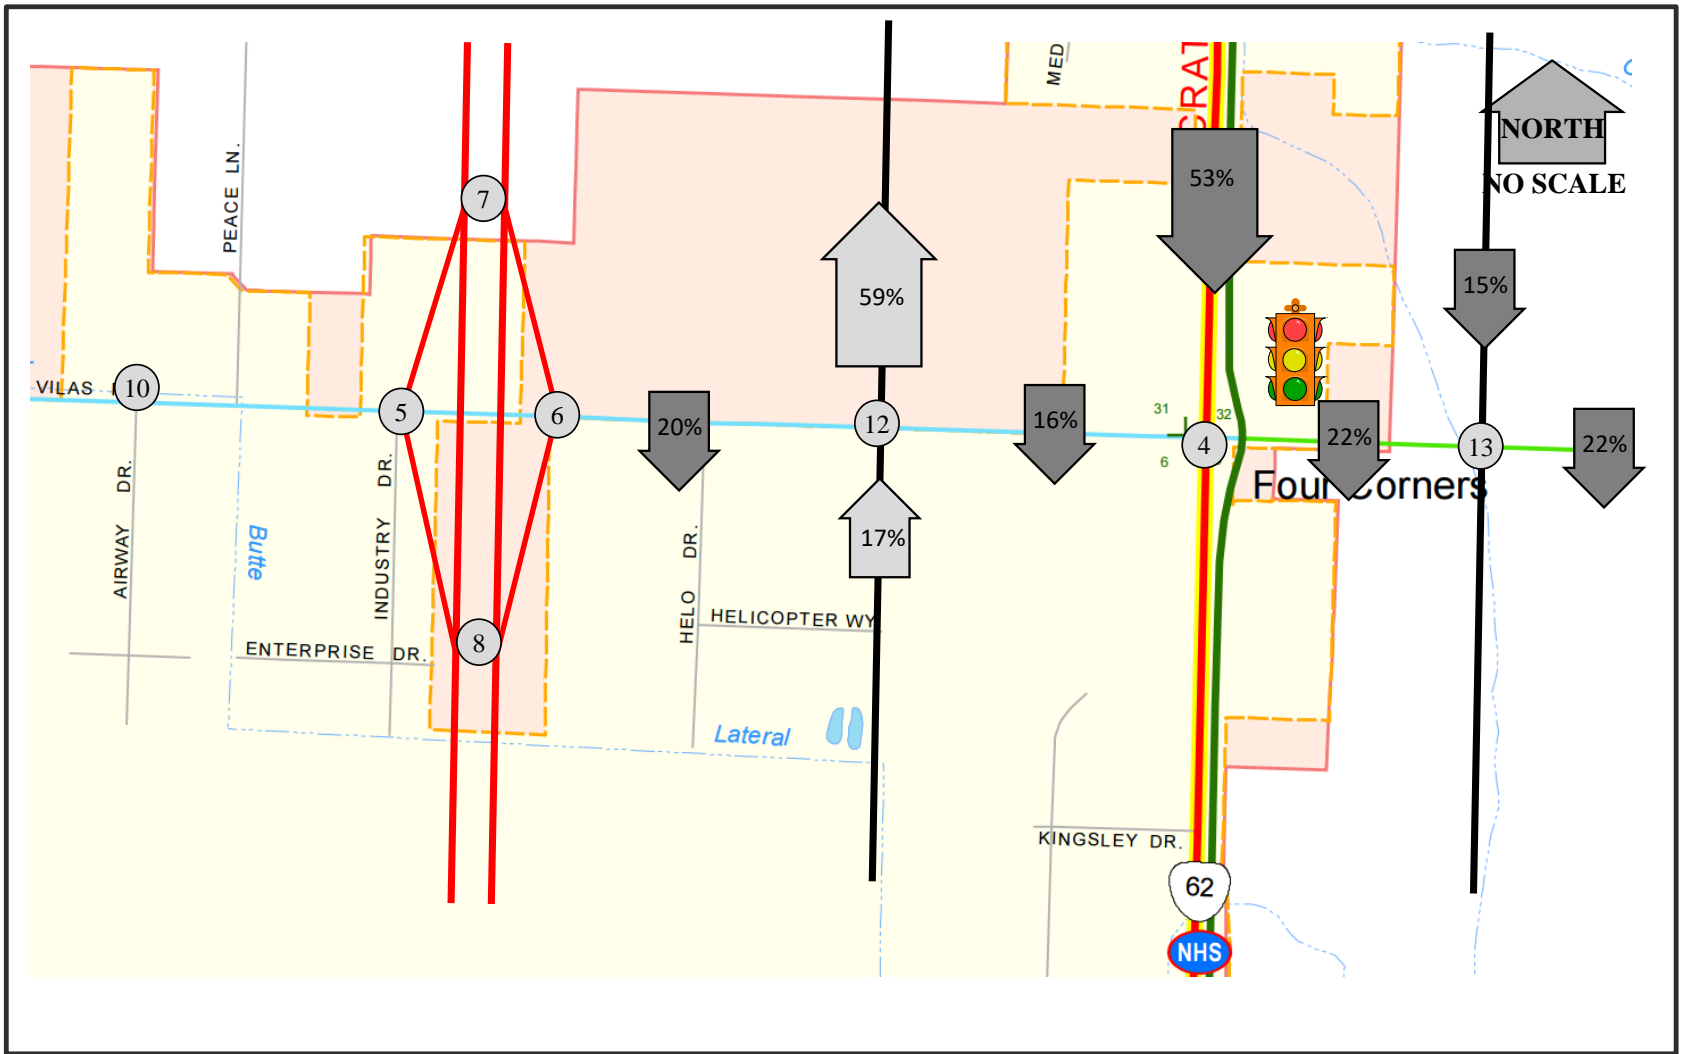 MED
CRAT
NORTH
NO SCALE
PEACE LN.
7
53%
59%
15%
VILAS
10
5
6
20%
12
16%
31
32
6
4
22%
13
22%
Four Corners
AIRWAY DR.
Butte
INDUSTRY DR.
HELO DR.
17%
HELICOPTER WY
8
ENTERPRISE DR.
Lateral
KINGSLEY DR.
62
NHS